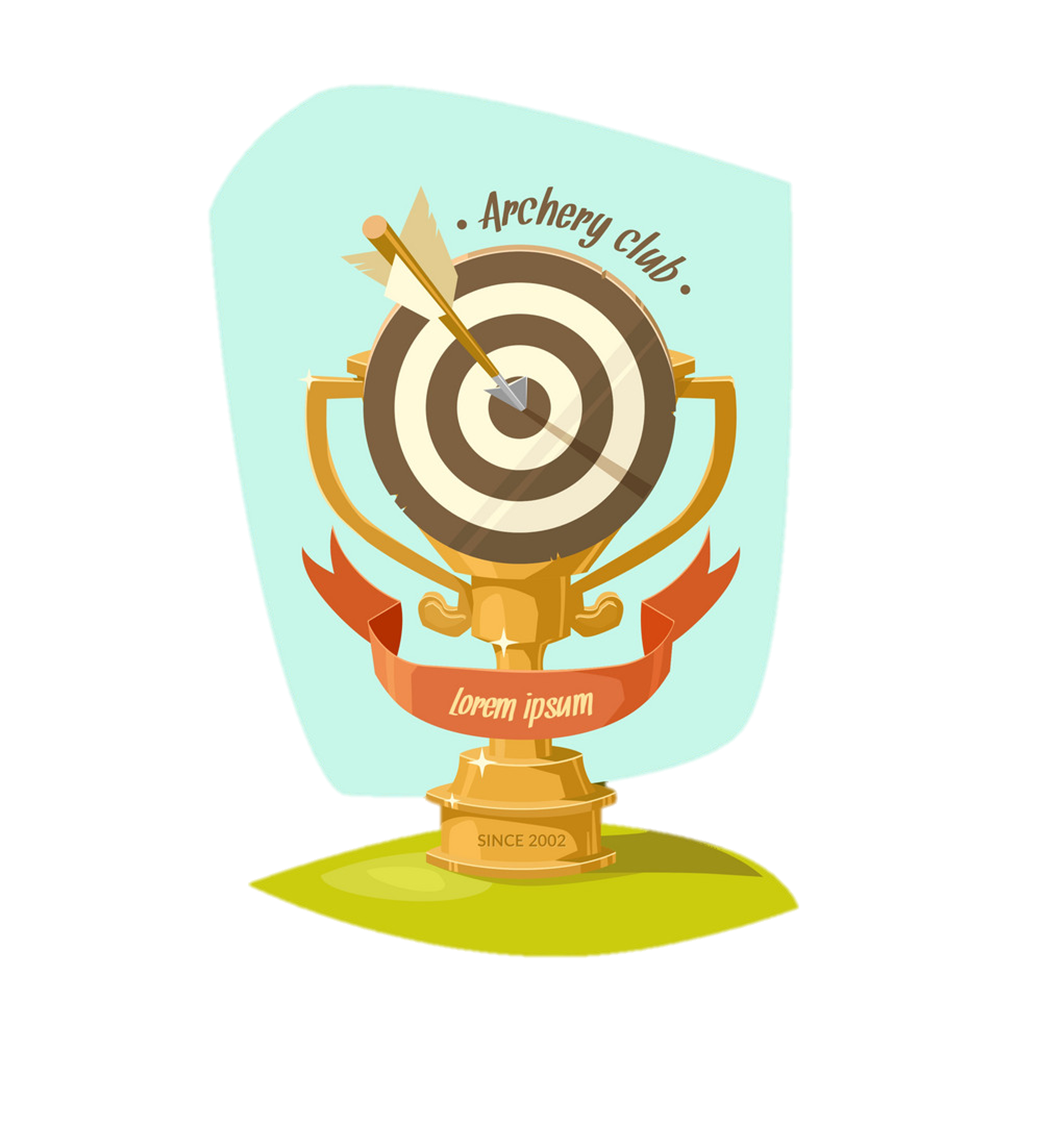 • Archery club •
Lorem ipsum
SINCE 2002